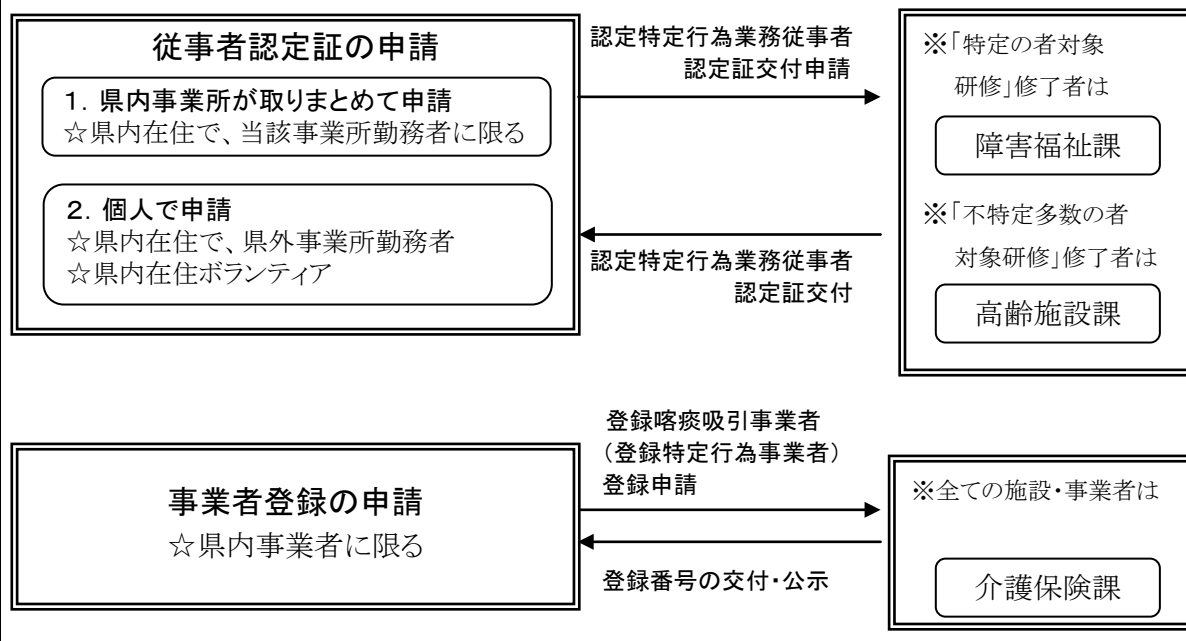 従事者認定証の申請
1．県内事業所が取りまとめて申請
☆県内在住で、当該事業所勤務者に限る
2．個人で申請
☆県内在住で、県外事業所勤務者
☆県内在住ボランティア
認定特定行為業務従事者
認定証交付申請
認定特定行為業務従事者
認定証交付
※「特定の者対象
研修」修了者は
障害福祉課
※「不特定多数の者
対象研修」修了者は
高齢施設課
事業者登録の申請
☆県内事業者に限る
登録喀痰吸引事業者
（登録特定行為事業者）
登録申請
登録番号の交付・公示
※全ての施設・事業者は
介護保険課